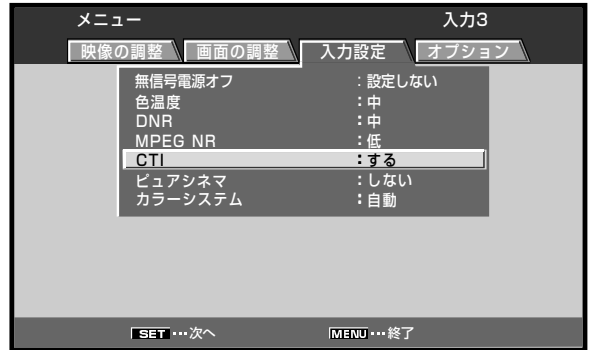 メニュー 入力3
映像の調整 画面の調整 入力設定 オプション
無信号電源オフ :設定しない
色温度 :中
DNR :中
MPEG NR :低
CTI :する
ピュアシネマ :しない
カラーシステム :自動
SET…次へ MENU…終了